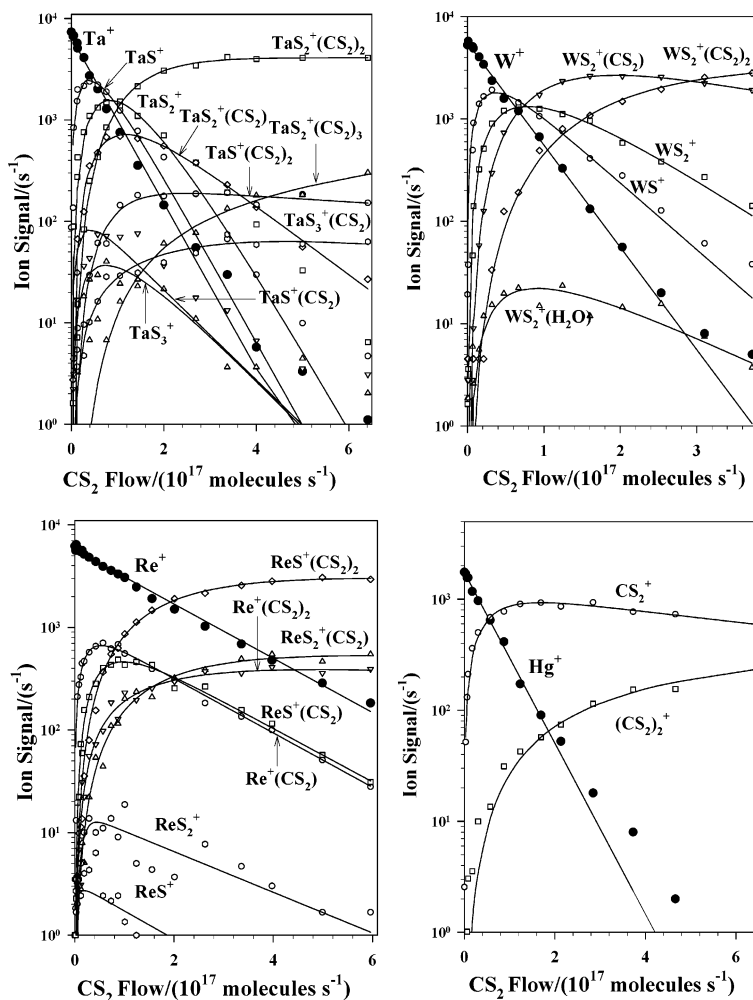 Ion Signal/(s⁻¹)
10⁴
10³
10²
10¹
10⁰
Ta⁺
TaS⁺
TaS₂⁺
TaS₂⁺(CS₂)₂
TaS₂⁺(CS₂)
TaS₂⁺(CS₂)₃
TaS⁺(CS₂)₂
TaS₃⁺(CS₂)
TaS⁺(CS₂)
TaS₃⁺
0 2 4 6
CS₂ Flow/(10¹⁷ molecules s⁻¹)
Ion Signal/(s⁻¹)
10⁴
10³
10²
10¹
10⁰
W⁺
WS₂⁺(CS₂)
WS₂⁺(CS₂)₂
WS₂⁺
WS⁺
WS₂⁺(H₂O)
0 1 2 3
CS₂ Flow/(10¹⁷ molecules s⁻¹)
Ion Signal/(s⁻¹)
10⁴
10³
10²
10¹
10⁰
Re⁺
ReS⁺(CS₂)₂
Re⁺(CS₂)₂
ReS₂⁺(CS₂)
ReS⁺(CS₂)
Re⁺(CS₂)
ReS₂⁺
ReS⁺
0 2 4 6
CS₂ Flow/(10¹⁷ molecules s⁻¹)
Ion Signal/(s⁻¹)
10³
10²
10¹
10⁰
CS₂⁺
Hg⁺
(CS₂)₂⁺
0 2 4 6
CS₂ Flow/(10¹⁷ molecules s⁻¹)